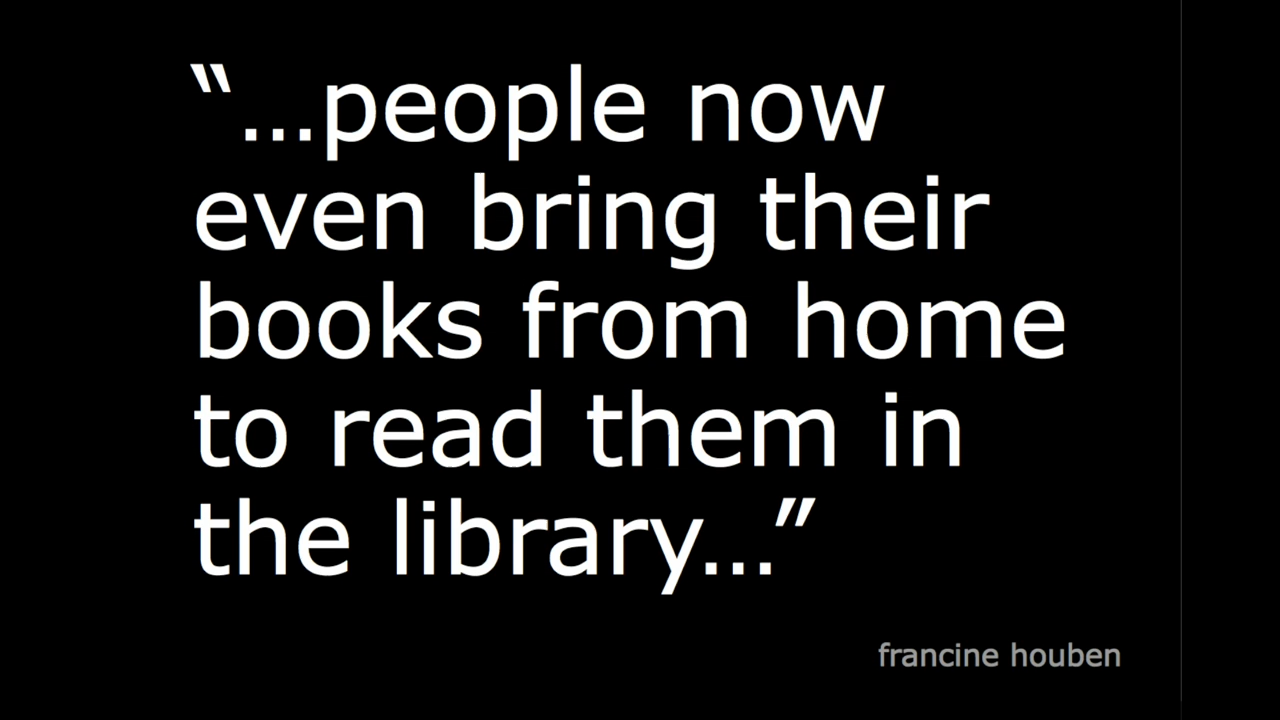 “…people now
even bring their
books from home
to read them in
the library…”
francine houben